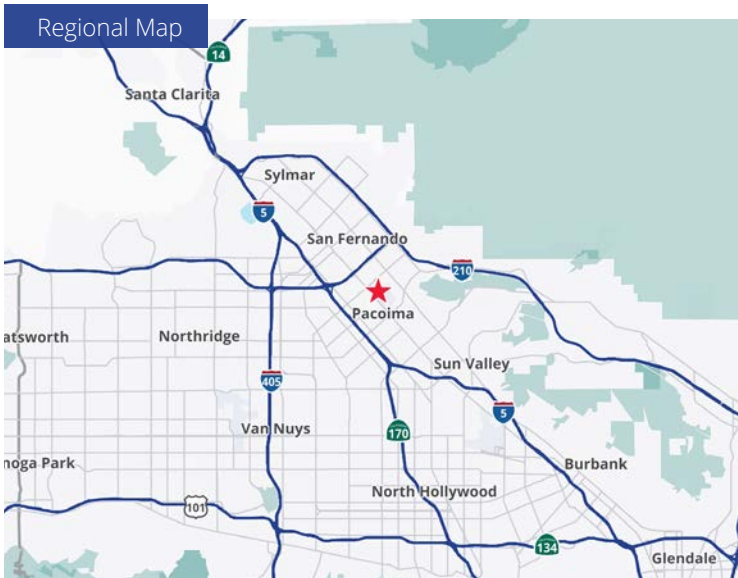 Regional Map
14
Santa Clarita
Sylmar
5
San Fernando
210
Pacoima
atsworth
Northridge
Sun Valley
405
5
Van Nuys
170
noga Park
Burbank
North Hollywood
101
134
Glendale